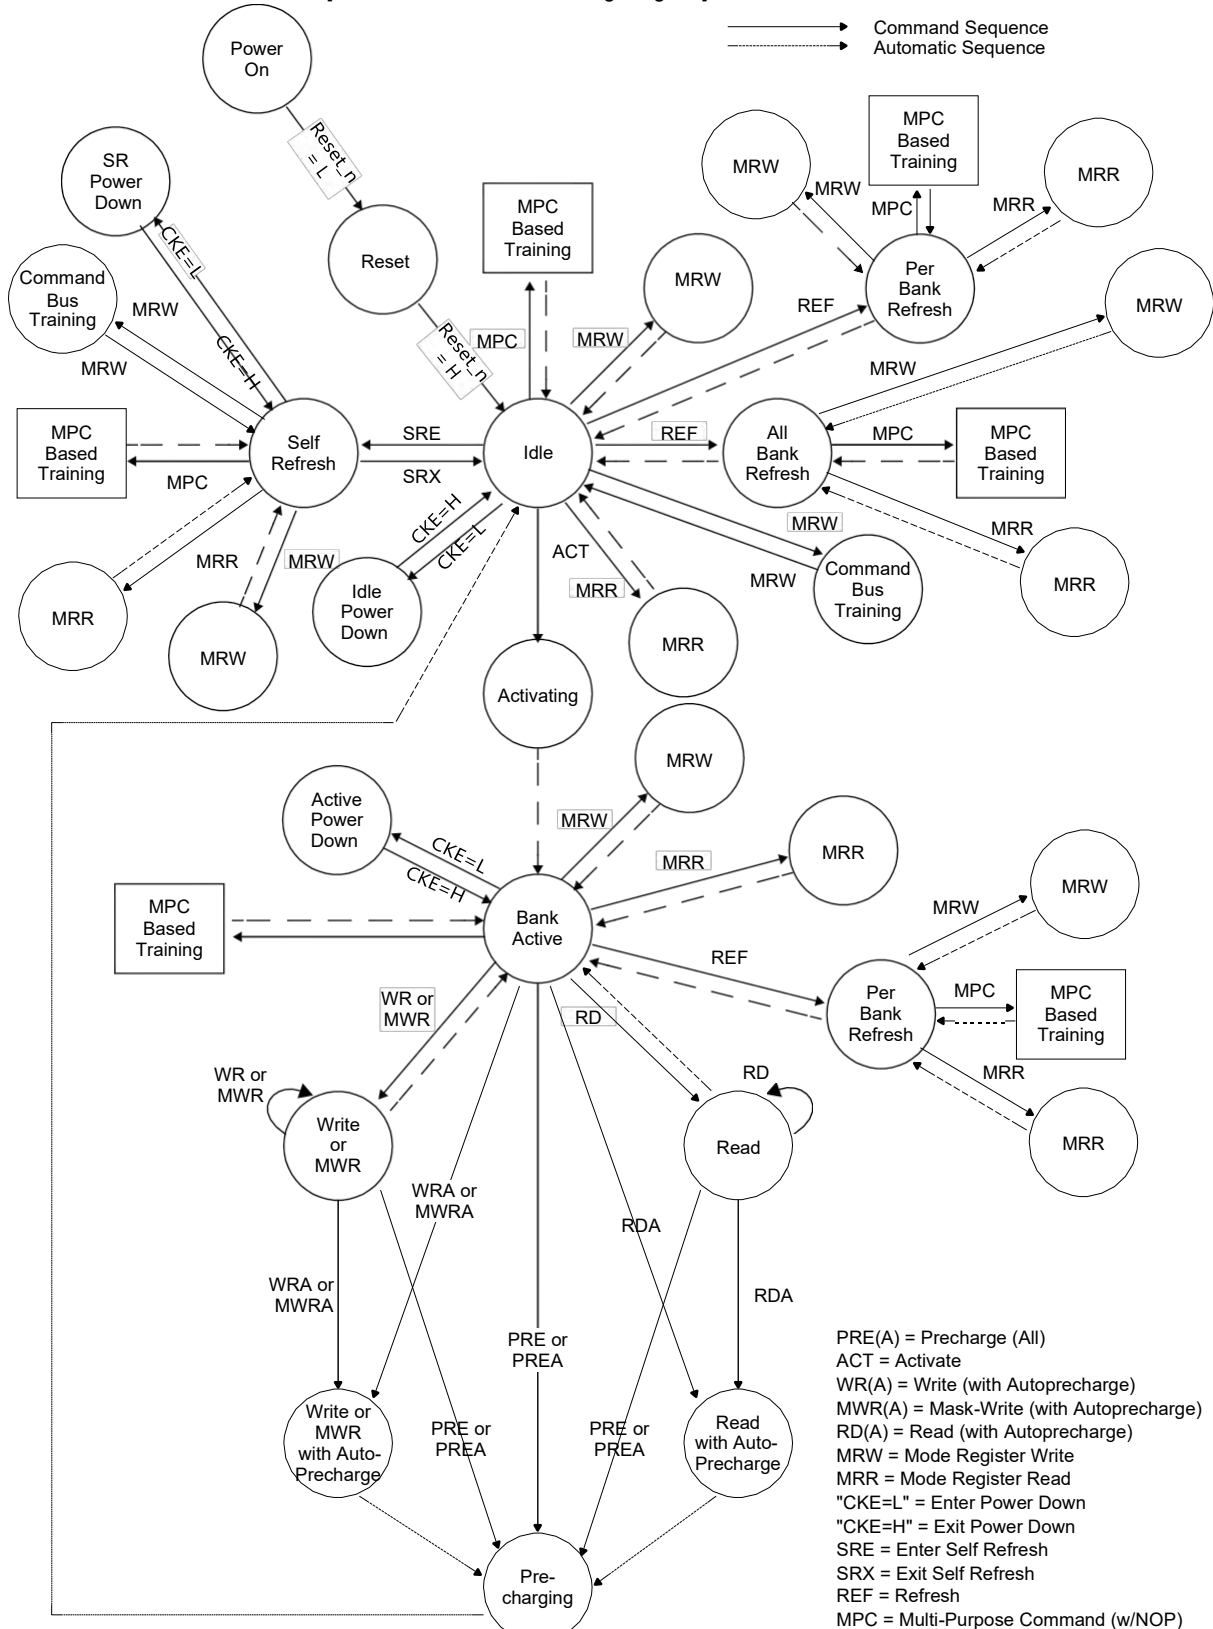 Command Sequence
Automatic Sequence
Power
On
Reset_n
= L
SR
Power
Down
Reset
Reset_n
= H
CKE=L
CKE=H
Command
Bus
Training
MRW
MRW
MPC
Based
Training
MPC
MRW
MRW
MRW
MRW
MPC
Based
Training
MPC
MRR
MRR
Per
Bank
Refresh
REF
MRW
MRW
MPC
Based
Training
MPC
Self
Refresh
SRE
SRX
Idle
REF
All
Bank
Refresh
MPC
MPC
Based
Training
MRR
MRR
MRR
MRR
MRW
MRW
CKE=H
CKE=L
Idle
Power
Down
ACT
MRR
MRR
MRW
MRW
Command
Bus
Training
Activating
MRW
MRW
Active
Power
Down
CKE=L
CKE=H
MRR
MRR
MPC
Based
Training
Bank
Active
REF
Per
Bank
Refresh
MRW
MRW
MPC
MPC
Based
Training
MRR
MRR
WR or
MWR
RD
WR or
MWR
Write
or
MWR
RD
Read
WRA or
MWRA
RDA
WRA or
MWRA
RDA
PRE or
PREA
Write or
MWR
with Auto-
Precharge
PRE or
PREA
PRE or
PREA
Read
with Auto-
Precharge
Pre-
charging
PRE(A) = Precharge (All)
ACT = Activate
WR(A) = Write (with Autoprecharge)
MWR(A) = Mask-Write (with Autoprecharge)
RD(A) = Read (with Autoprecharge)
MRW = Mode Register Write
MRR = Mode Register Read
"CKE=L" = Enter Power Down
"CKE=H" = Exit Power Down
SRE = Enter Self Refresh
SRX = Exit Self Refresh
REF = Refresh
MPC = Multi-Purpose Command (w/NOP)